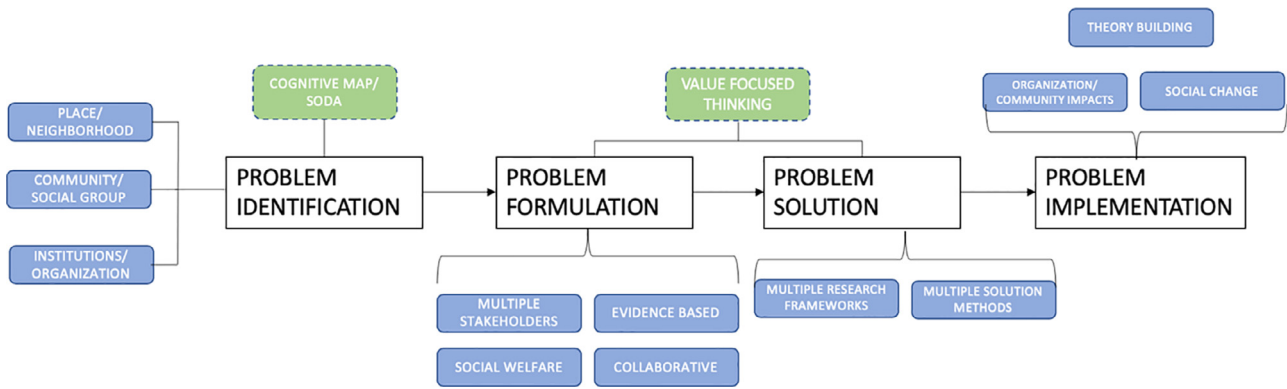 THEORY BUILDING
COGNITIVE MAP/
SODA
VALUE FOCUSED
THINKING
ORGANIZATION/
COMMUNITY IMPACTS
SOCIAL CHANGE
PLACE/
NEIGHBORHOOD
COMMUNITY/
SOCIAL GROUP
INSTITUTIONS/
ORGANIZATION
PROBLEM
IDENTIFICATION
PROBLEM
FORMULATION
PROBLEM
SOLUTION
PROBLEM
IMPLEMENTATION
MULTIPLE
STAKEHOLDERS
EVIDENCE BASED
SOCIAL WELFARE
COLLABORATIVE
MULTIPLE RESEARCH
FRAMEWORKS
MULTIPLE SOLUTION
METHODS